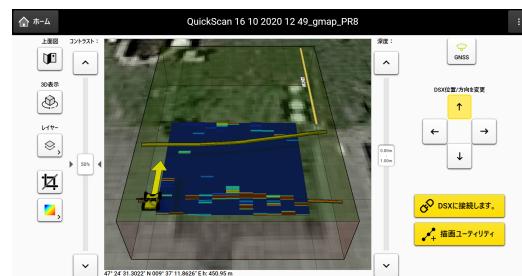 ホーム
QuickScan 16 10 2020 12 49_gmap_PR8
上面図
コントラスト：
深度：
GNSS
3D表示
DSX位置/方向を変更
レイヤー
50%
0.00m
1.00m
DSXに接続します。
描画ユーティリティ
47° 24' 31.3022" N 009° 37' 11.8626" E h: 450.95 m